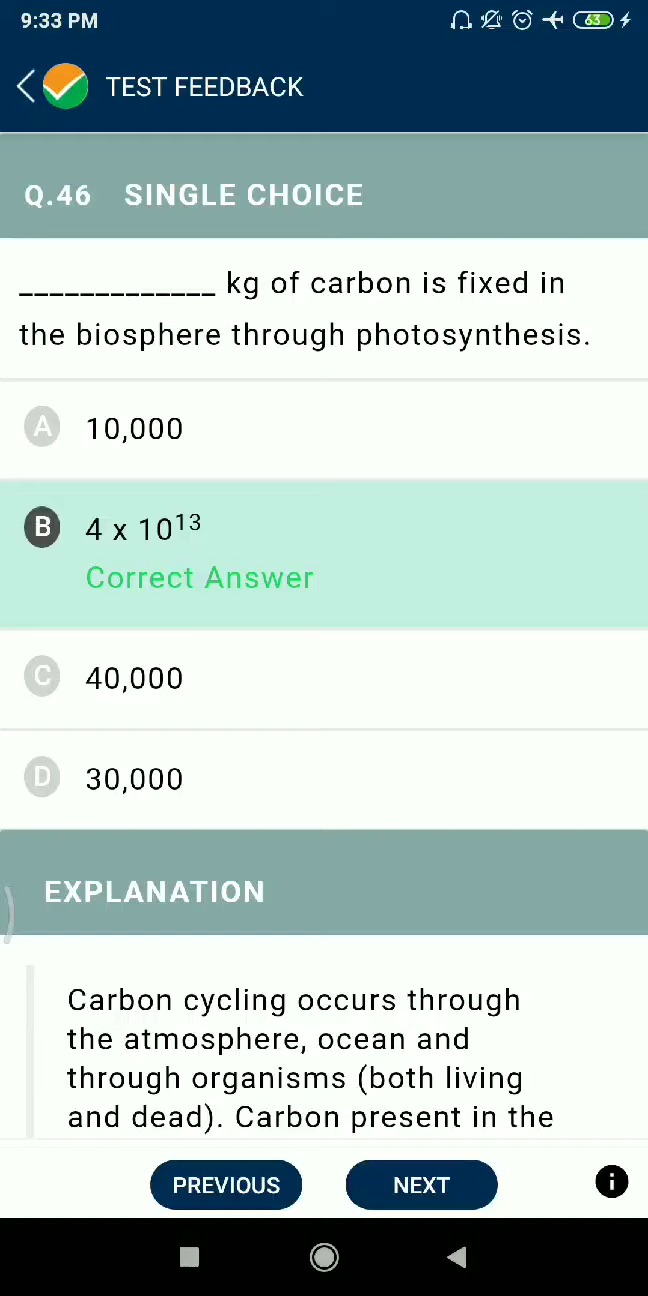 9:33 PM
63
TEST FEEDBACK
Q.46 SINGLE CHOICE
_____________ kg of carbon is fixed in
the biosphere through photosynthesis.
A 10,000
B 4 x 10¹³
Correct Answer
C 40,000
D 30,000
EXPLANATION
Carbon cycling occurs through
the atmosphere, ocean and
through organisms (both living
and dead). Carbon present in the
PREVIOUS NEXT